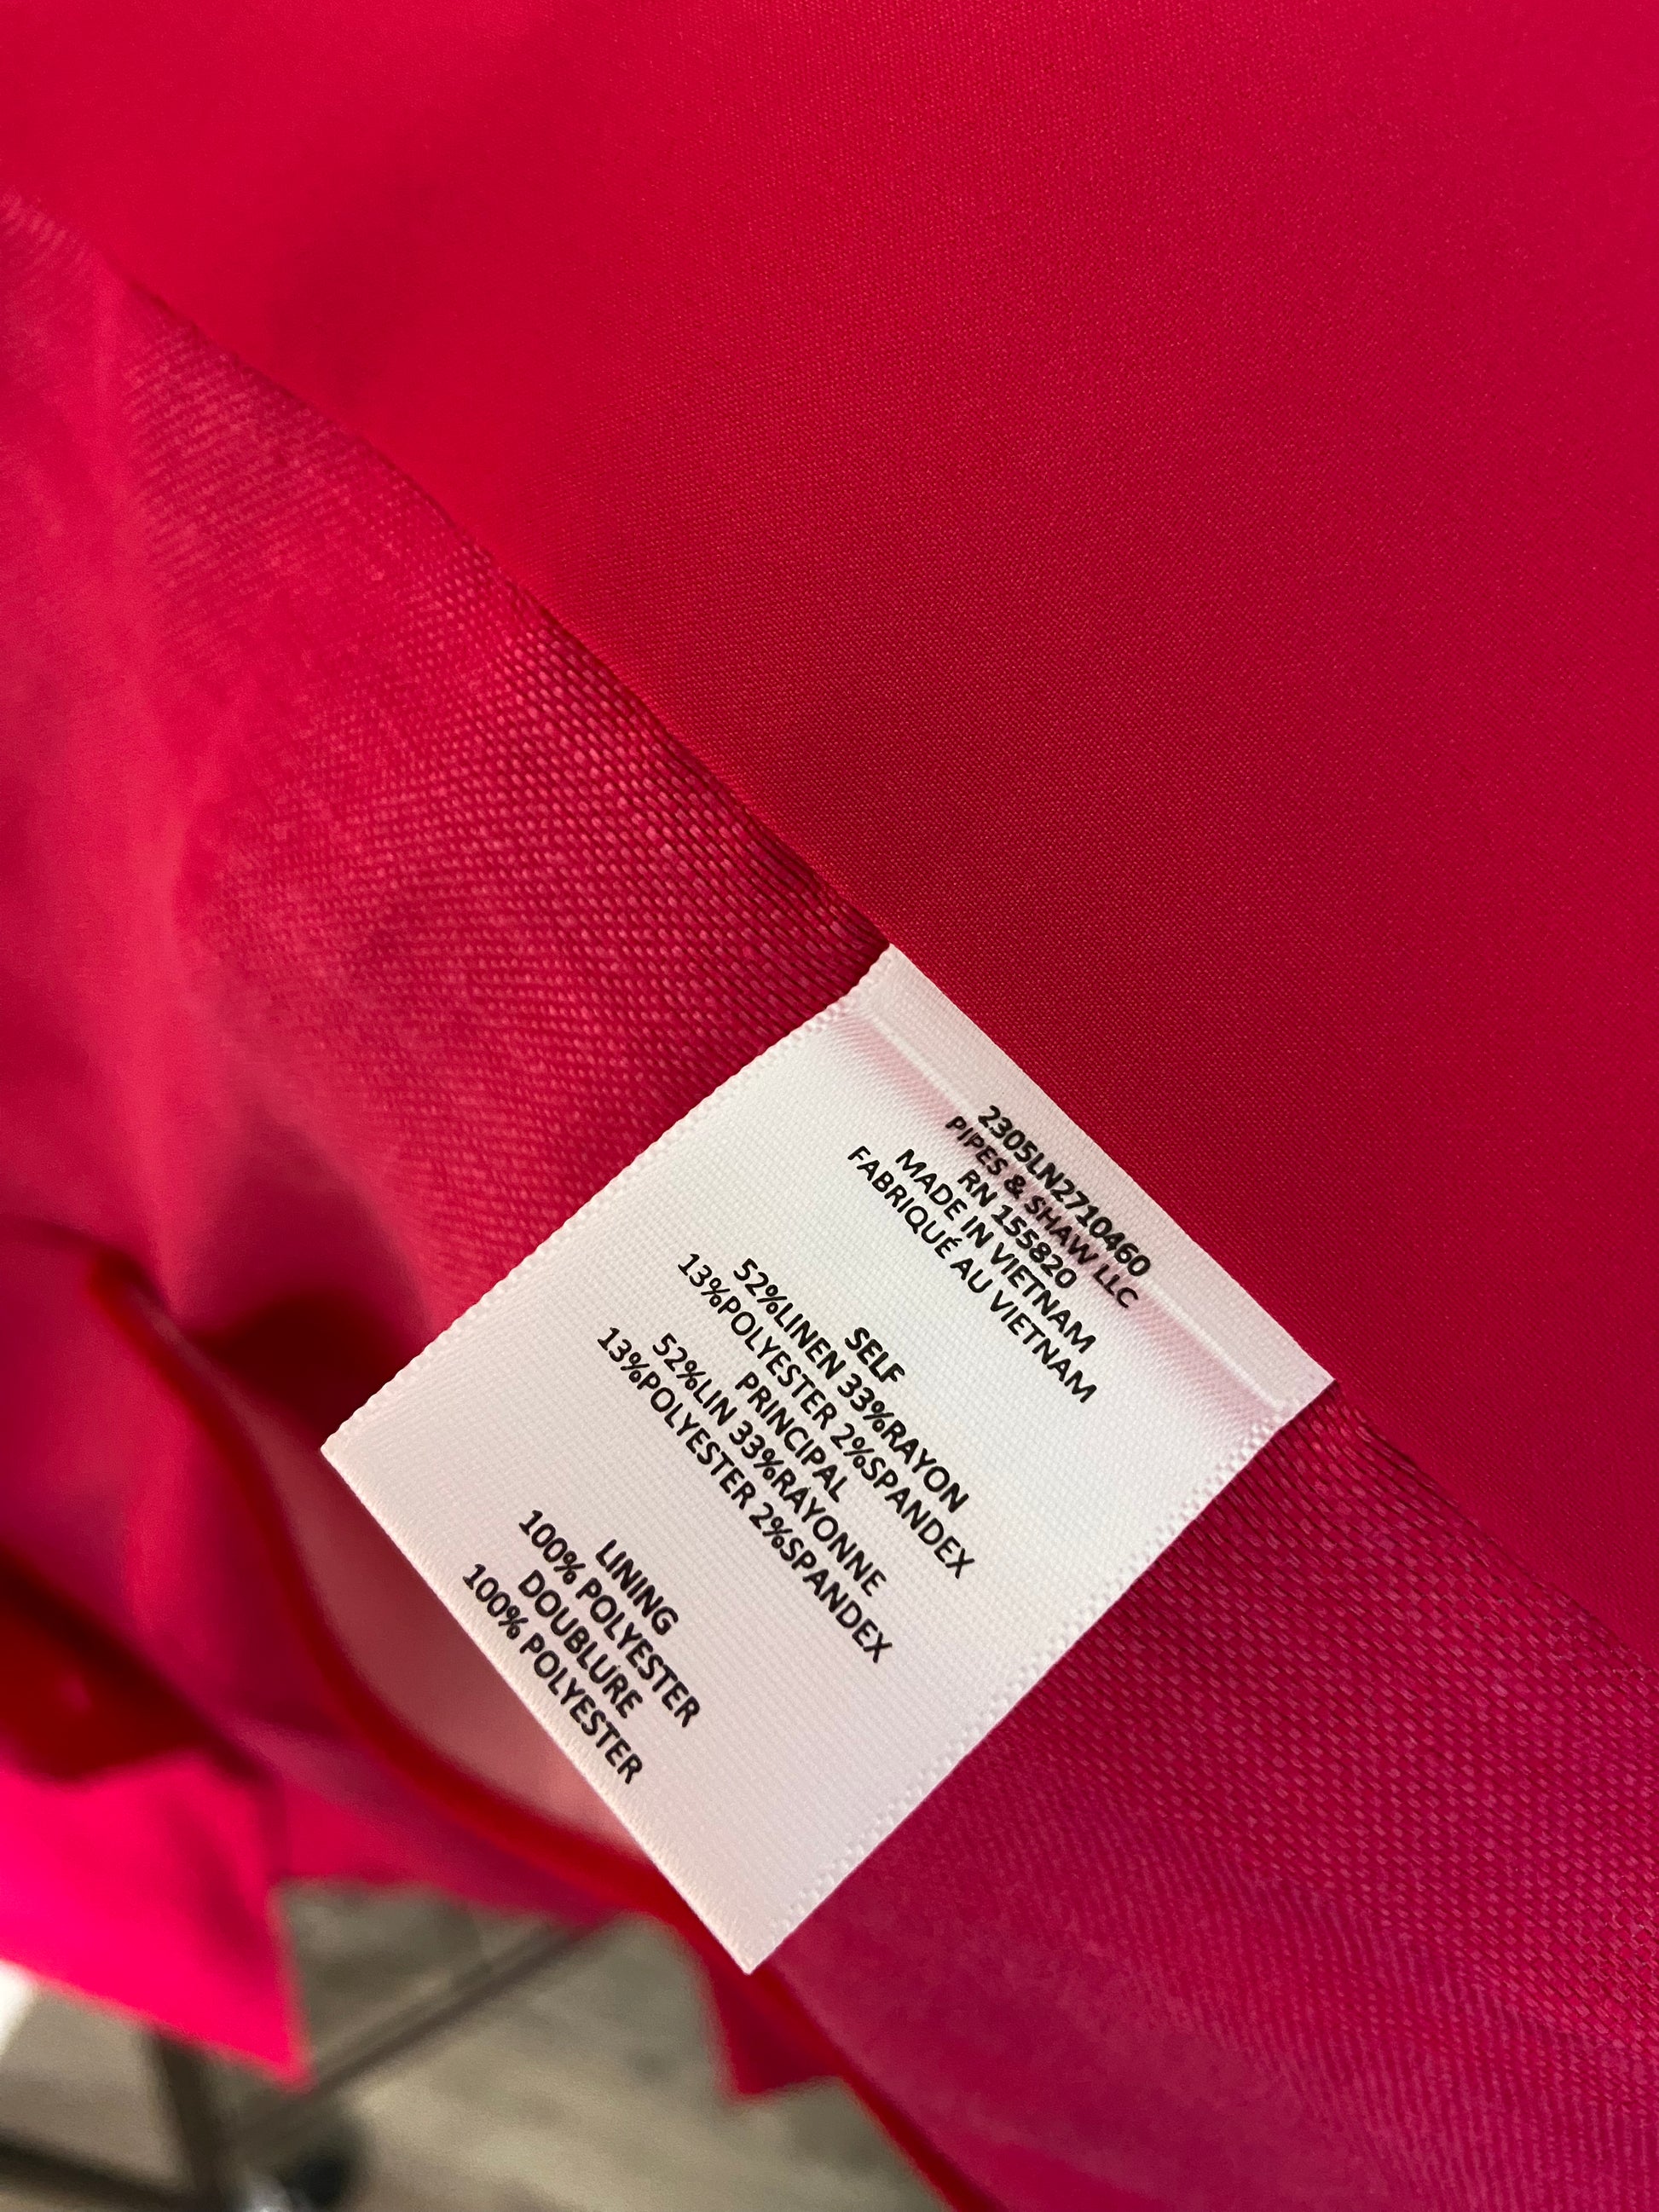 2305LN2710460
PIPES & SHAW LLC
RN 155820
MADE IN VIETNAM
FABRIQUÉ AU VIETNAM
SELF
52%LINEN 33%RAYON
13%POLYESTER 2%SPANDEX
PRINCIPAL
52%LIN 33%RAYONNE
13%POLYESTER 2%SPANDEX
LINING
100% POLYESTER
DOUBLURE
100% POLYESTER